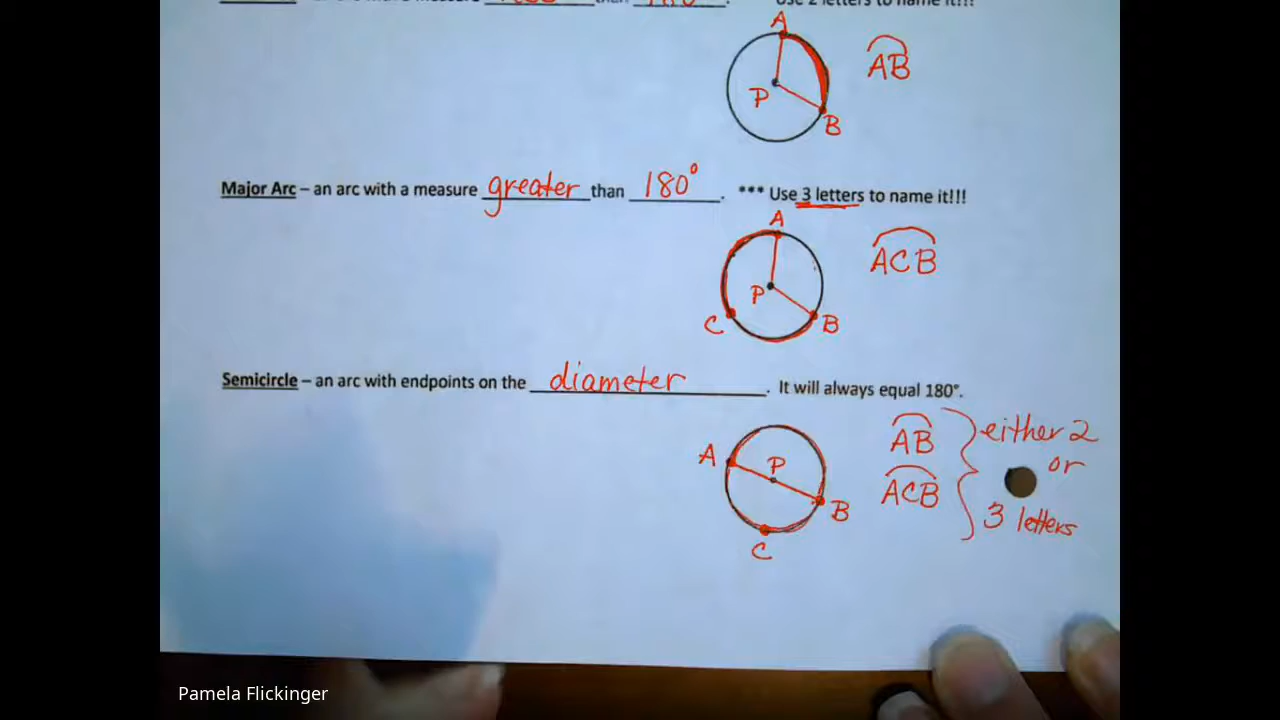 Use 2 letters to name it!!!
A
AB
P
B
Major Arc – an arc with a measure greater than 180°. *** Use 3 letters to name it!!!
A
ACB
P
C
B
Semicircle – an arc with endpoints on the diameter. It will always equal 180°.
AB
either 2
A
P
or
ACB
B
3 letters
C
Pamela Flickinger